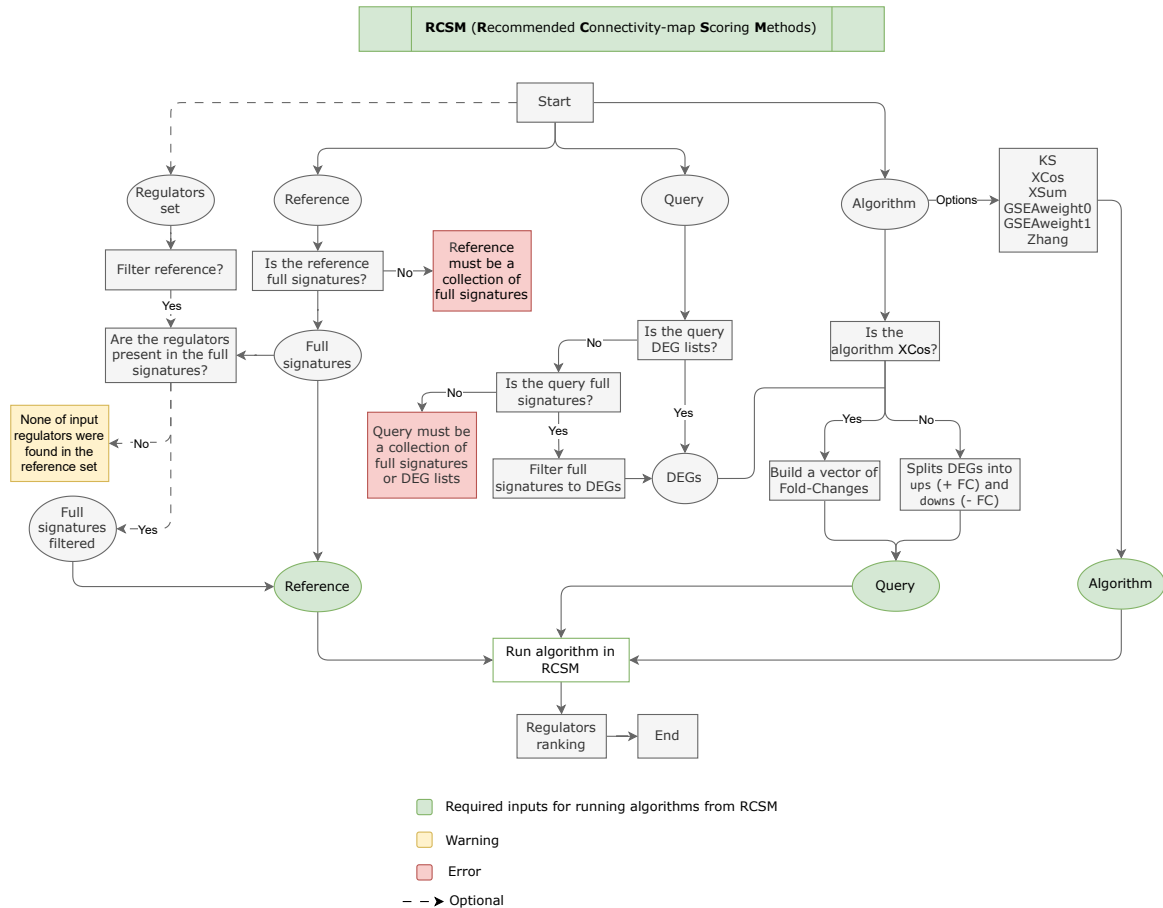 RCSM (Recommended Connectivity-map Scoring Methods)
Start
Regulators
set
Reference
Query
Algorithm
Options
KS
XCos
XSum
GSEAweight0
GSEAweight1
Zhang
Filter reference?
Is the reference
full signatures?
No
Reference
must be a
collection of
full signatures
Yes
Are the regulators
present in the full
signatures?
Full
signatures
Is the query
DEG lists?
Is the
algorithm XCos?
No
Is the query full
signatures?
No
Yes
Yes
No
None of input
regulators were
found in the
reference set
No
Query must be
a collection of
full signatures
or DEG lists
Yes
Filter full
signatures to DEGs
DEGs
Build a vector of
Fold-Changes
Splits DEGs into
ups (+ FC) and
downs (- FC)
Full
signatures
filtered
Yes
Reference
Query
Algorithm
Run algorithm in
RCSM
Regulators
ranking
End
Required inputs for running algorithms from RCSM
Warning
Error
Optional